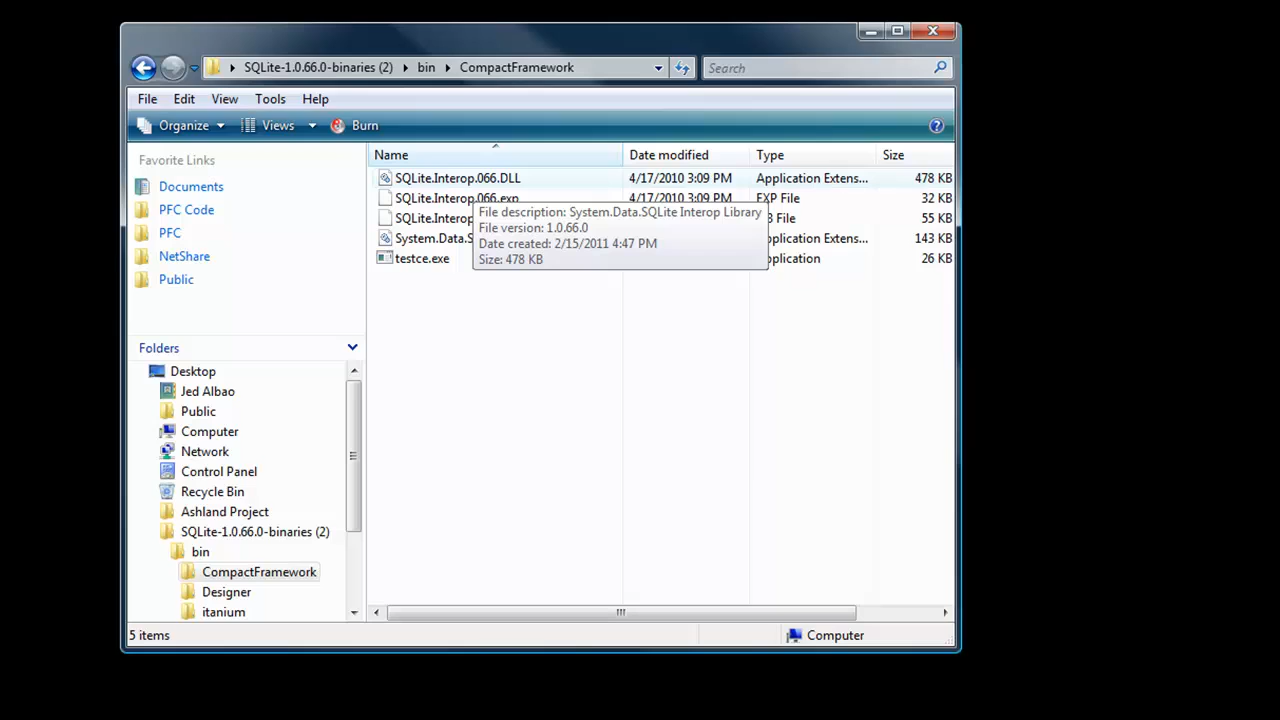 SQLite-1.0.66.0-binaries (2) bin CompactFramework Search
File Edit View Tools Help
Organize Views Burn
Favorite Links
Documents
PFC Code
PFC
NetShare
Public
Folders
Desktop
Jed Albao
Public
Computer
Network
Control Panel
Recycle Bin
Ashland Project
SQLite-1.0.66.0-binaries (2)
bin
CompactFramework
Designer
itanium
Name Date modified Type Size
SQLite.Interop.066.DLL 4/17/2010 3:09 PM Application Extens... 478 KB
SQLite.Interop.066.exp 4/17/2010 3:09 PM EXP File 32 KB
SQLite.Interop File 55 KB
System.Data.S Application Extens... 143 KB
testce.exe Application 26 KB
File description: System.Data.SQLite Interop Library
File version: 1.0.66.0
Date created: 2/15/2011 4:47 PM
Size: 478 KB
5 items Computer